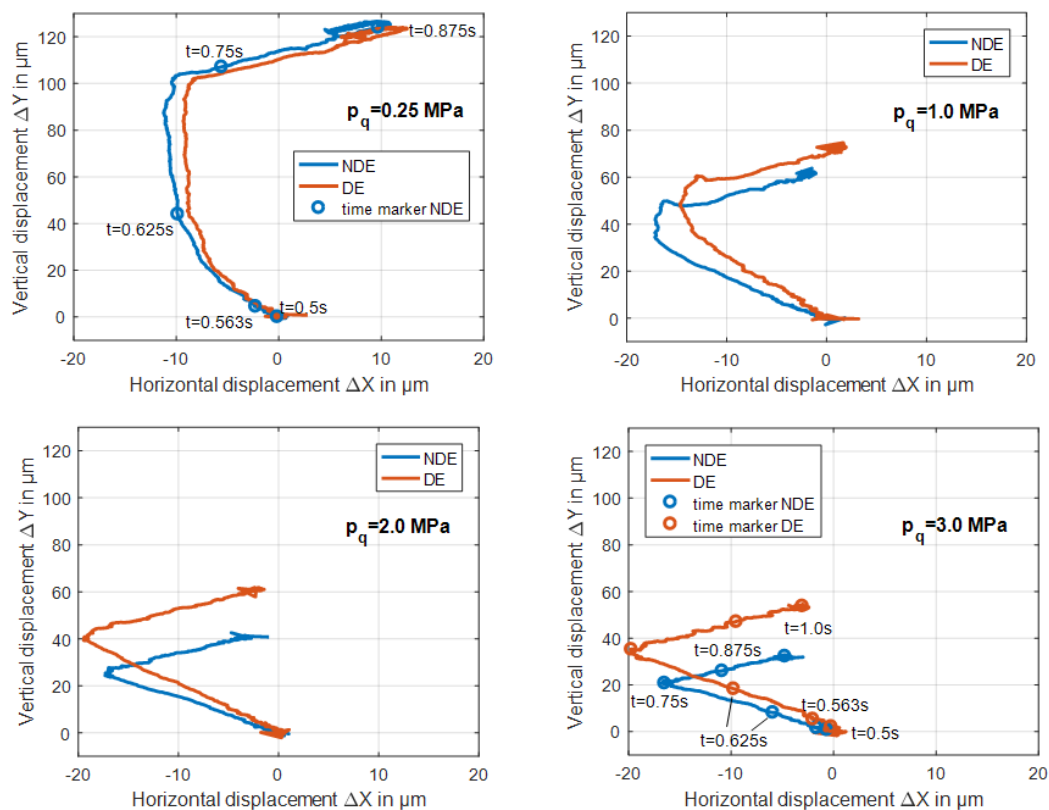 120
100
80
60
40
20
0
-20
-10
0
10
20
Vertical displacement ΔY in µm
Horizontal displacement ΔX in µm
t=0.75s
t=0.875s
p_q=0.25 MPa
NDE
DE
time marker NDE
t=0.625s
t=0.5s
t=0.563s
120
100
80
60
40
20
0
-20
-10
0
10
20
Vertical displacement ΔY in µm
Horizontal displacement ΔX in µm
NDE
DE
p_q=1.0 MPa
120
100
80
60
40
20
0
-20
-10
0
10
20
Vertical displacement ΔY in µm
Horizontal displacement ΔX in µm
NDE
DE
p_q=2.0 MPa
120
100
80
60
40
20
0
-20
-10
0
10
20
Vertical displacement ΔY in µm
Horizontal displacement ΔX in µm
NDE
DE
time marker NDE
time marker DE
p_q=3.0 MPa
t=1.0s
t=0.875s
t=0.75s
t=0.563s
t=0.625s
t=0.5s